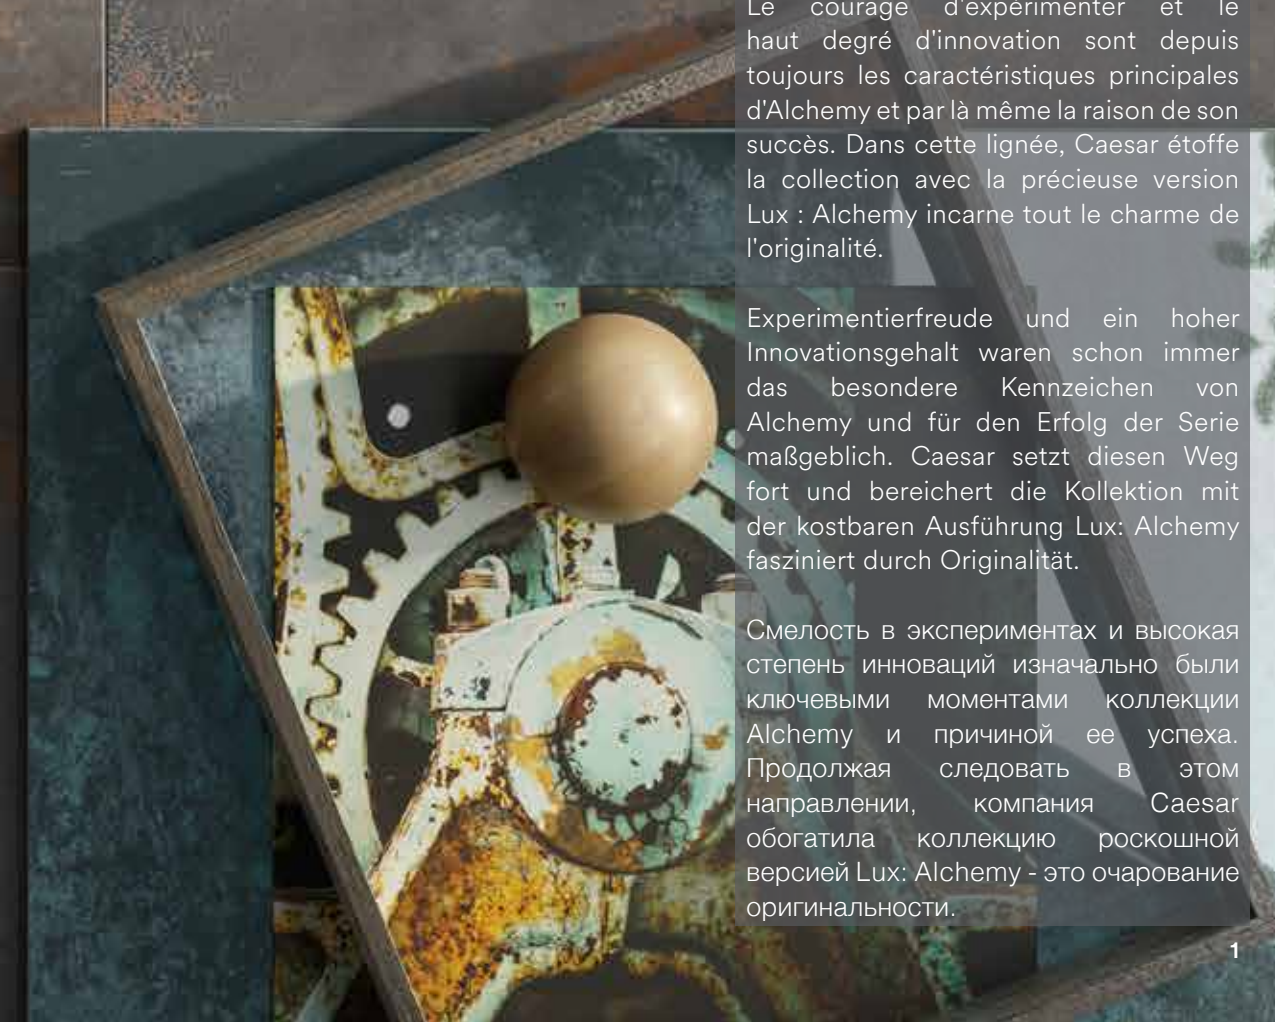 Le courage d'expérimenter et le
haut degré d'innovation sont depuis
toujours les caractéristiques principales
d'Alchemy et par là même la raison de son
succès. Dans cette lignée, Caesar étoffe
la collection avec la précieuse version
Lux : Alchemy incarne tout le charme de
l'originalité.
Experimentierfreude und ein hoher
Innovationsgehalt waren schon immer
das besondere Kennzeichen von
Alchemy und für den Erfolg der Serie
maßgeblich. Caesar setzt diesen Weg
fort und bereichert die Kollektion mit
der kostbaren Ausführung Lux: Alchemy
fasziniert durch Originalität.
Смелость в экспериментах и высокая
степень инноваций изначально были
ключевыми моментами коллекции
Alchemy и причиной ее успеха.
Продолжая следовать в этом
направлении, компания Caesar
обогатила коллекцию роскошной
версией Lux: Alchemy - это очарование
оригинальности.
1